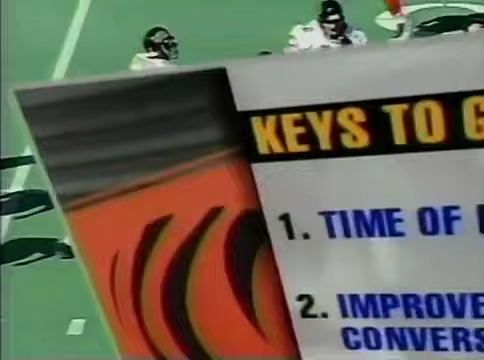 KEYS TO G
1. TIME OF
2. IMPROVE
CONVERS